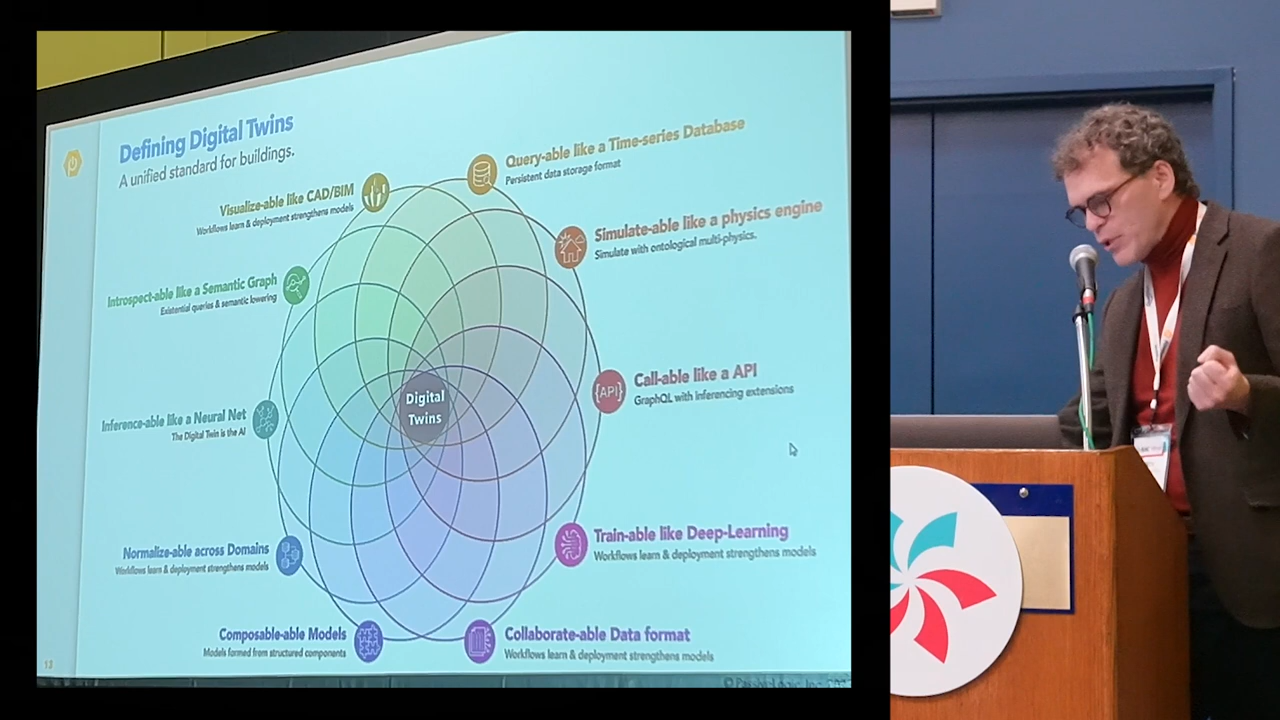 Defining Digital Twins
A unified standard for buildings.
Query-able like a Time-series Database
Persistent data storage format
Visualize-able like CAD/BIM
Workflows learn & deployment strengthens models
Simulate-able like a physics engine
Simulate with ontological multi-physics.
Introspect-able like a Semantic Graph
Existential queries & semantic lowering
{API}
Call-able like a API
GraphQL with inferencing extensions
Digital
Twins
Inference-able like a Neural Net
The Digital Twin is the AI
Train-able like Deep-Learning
Workflows learn & deployment strengthens models
Normalize-able across Domains
Workflows learn & deployment strengthens models
Composable-able Models
Models formed from structured components
Collaborate-able Data format
Workflows learn & deployment strengthens models
13
© PassiveLogic, Inc.